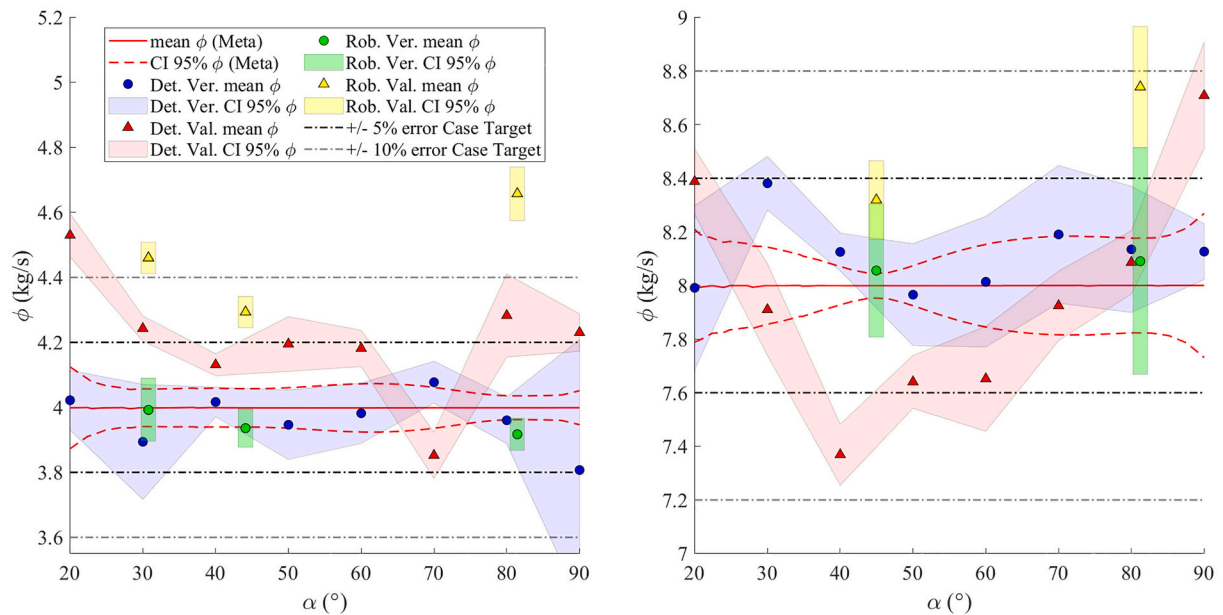 5.2
5
4.8
4.6
4.4
4.2
4
3.8
3.6
ϕ (kg/s)
mean ϕ (Meta)
CI 95% ϕ (Meta)
Det. Ver. mean ϕ
Det. Ver. CI 95% ϕ
Det. Val. mean ϕ
Det. Val. CI 95% ϕ
Rob. Ver. mean ϕ
Rob. Ver. CI 95% ϕ
Rob. Val. mean ϕ
Rob. Val. CI 95% ϕ
+/- 5% error Case Target
+/- 10% error Case Target
20 30 40 50 60 70 80 90
α (°)
9
8.8
8.6
8.4
8.2
8
7.8
7.6
7.4
7.2
7
ϕ (kg/s)
20 30 40 50 60 70 80 90
α (°)